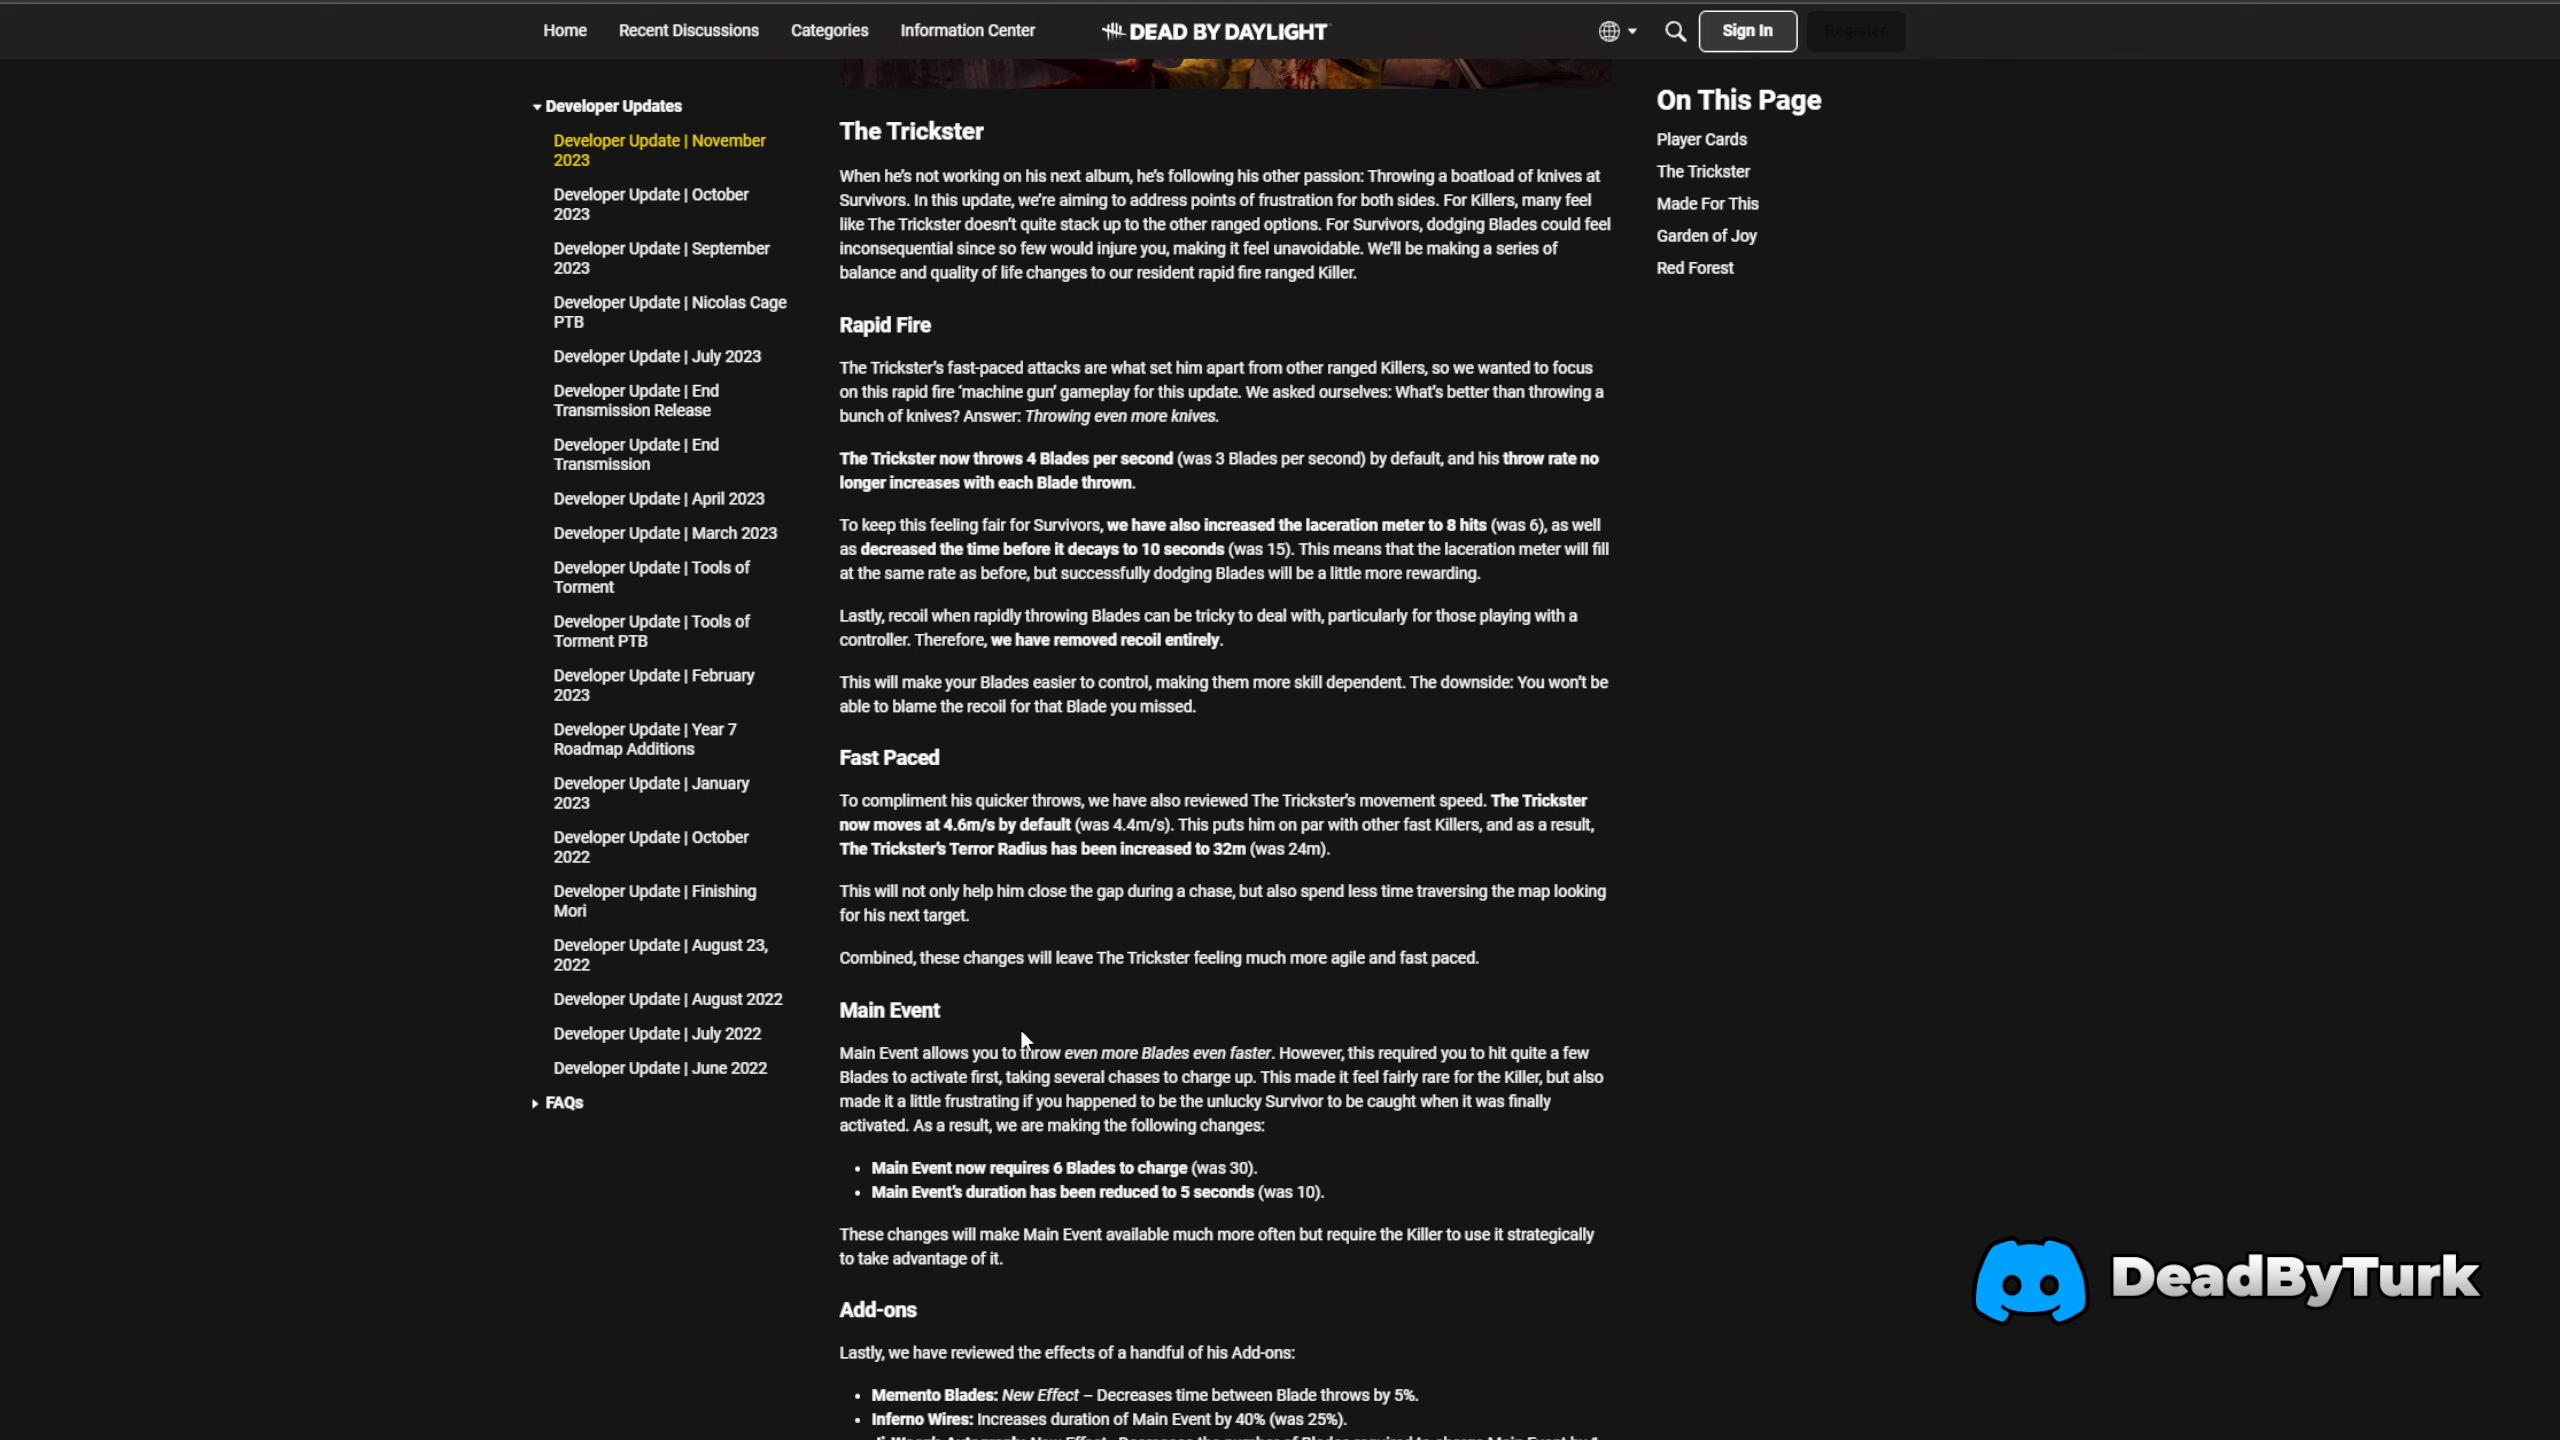 Home
Recent Discussions
Categories
Information Center
DEAD BY DAYLIGHT
Sign In
Register
Developer Updates
Developer Update | November
2023
Developer Update | October
2023
Developer Update | September
2023
Developer Update | Nicolas Cage
PTB
Developer Update | July 2023
Developer Update | End
Transmission Release
Developer Update | End
Transmission
Developer Update | April 2023
Developer Update | March 2023
Developer Update | Tools of
Torment
Developer Update | Tools of
Torment PTB
Developer Update | February
2023
Developer Update | Year 7
Roadmap Additions
Developer Update | January
2023
Developer Update | October
2022
Developer Update | Finishing
Mori
Developer Update | August 23,
2022
Developer Update | August 2022
Developer Update | July 2022
Developer Update | June 2022
FAQs
The Trickster
When he's not working on his next album, he's following his other passion: Throwing a boatload of knives at
Survivors. In this update, we're aiming to address points of frustration for both sides. For Killers, many feel
like The Trickster doesn't quite stack up to the other ranged options. For Survivors, dodging Blades could feel
inconsequential since so few would injure you, making it feel unavoidable. We'll be making a series of
balance and quality of life changes to our resident rapid fire ranged Killer.
Rapid Fire
The Trickster's fast-paced attacks are what set him apart from other ranged Killers, so we wanted to focus
on this rapid fire 'machine gun' gameplay for this update. We asked ourselves: What's better than throwing a
bunch of knives? Answer: Throwing even more knives.
The Trickster now throws 4 Blades per second (was 3 Blades per second) by default, and his throw rate no
longer increases with each Blade thrown.
To keep this feeling fair for Survivors, we have also increased the laceration meter to 8 hits (was 6), as well
as decreased the time before it decays to 10 seconds (was 15). This means that the laceration meter will fill
at the same rate as before, but successfully dodging Blades will be a little more rewarding.
Lastly, recoil when rapidly throwing Blades can be tricky to deal with, particularly for those playing with a
controller. Therefore, we have removed recoil entirely.
This will make your Blades easier to control, making them more skill dependent. The downside: You won't be
able to blame the recoil for that Blade you missed.
Fast Paced
To compliment his quicker throws, we have also reviewed The Trickster's movement speed. The Trickster
now moves at 4.6m/s by default (was 4.4m/s). This puts him on par with other fast Killers, and as a result,
The Trickster's Terror Radius has been increased to 32m (was 24m).
This will not only help him close the gap during a chase, but also spend less time traversing the map looking
for his next target.
Combined, these changes will leave The Trickster feeling much more agile and fast paced.
Main Event
Main Event allows you to throw even more Blades even faster. However, this required you to hit quite a few
Blades to activate first, taking several chases to charge up. This made it feel fairly rare for the Killer, but also
made it a little frustrating if you happened to be the unlucky Survivor to be caught when it was finally
activated. As a result, we are making the following changes:
• Main Event now requires 6 Blades to charge (was 30).
• Main Event's duration has been reduced to 5 seconds (was 10).
These changes will make Main Event available much more often but require the Killer to use it strategically
to take advantage of it.
Add-ons
Lastly, we have reviewed the effects of a handful of his Add-ons:
• Memento Blades: New Effect – Decreases time between Blade throws by 5%.
• Inferno Wires: Increases duration of Main Event by 40% (was 25%).
On This Page
Player Cards
The Trickster
Made For This
Garden of Joy
Red Forest
DeadByTurk